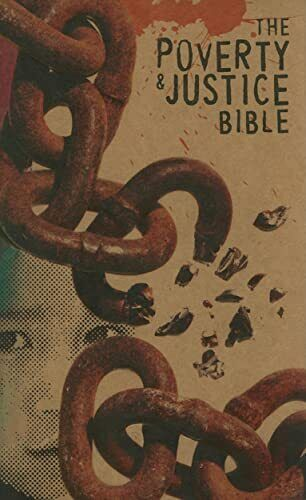 THE
POVERTY
& JUSTICE
BIBLE